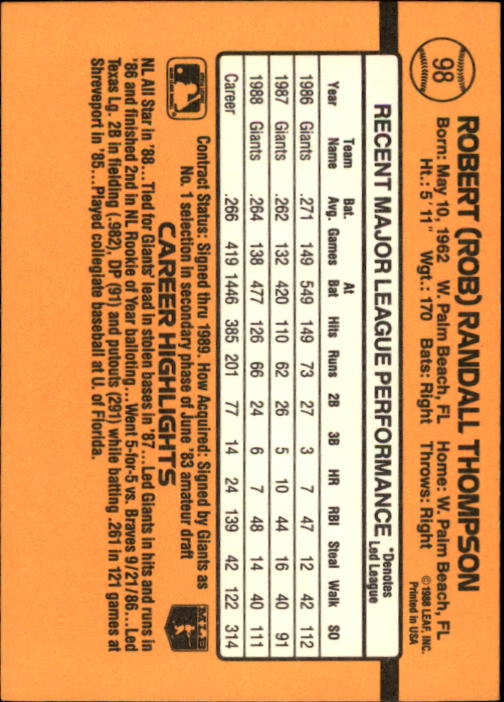 98
ROBERT (ROB) RANDALL THOMPSON
Born: May 10, 1962 W. Palm Beach, FL Home: W. Palm Beach, FL
Ht.: 5' 11" Wgt.: 170 Bats: Right Throws: Right
© 1988 LEAF, INC.
Printed in USA
RECENT MAJOR LEAGUE PERFORMANCE *Denotes Led League
Year Team Name Bat. Avg. Games At Bat Hits Runs 2B 3B HR RBI Steal Walk SO
1986 Giants .271 149 549 149 73 27 3 7 47 12 42 112
1987 Giants .262 132 420 110 62 26 5 10 44 16 40 91
1988 Giants .264 138 477 126 66 24 6 7 48 14 40 111
Career .266 419 1446 385 201 77 14 24 139 42 122 314
Contract Status: Signed thru 1989. How Acquired: Signed by Giants as
No. 1 selection in secondary phase of June '83 amateur draft
CAREER HIGHLIGHTS
MLB
NL All Star in '88...Tied for Giants' lead in stolen bases in '87...Led Giants in hits and runs in
'86 and finished 2nd in NL Rookie of Year balloting...Went 5-for-5 vs. Braves 9/21/86...Led
Texas Lg. 2B in fielding (.982), DP (91) and putouts (291) while batting .261 in 121 games at
Shreveport in '85...Played collegiate baseball at U. of Florida.